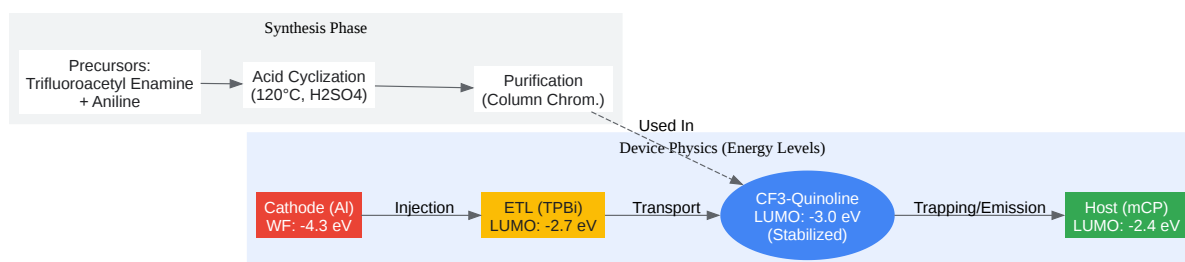 Synthesis Phase
Precursors:
Trifluoroacetyl Enamine
+ Aniline
Acid Cyclization
(120°C, H2SO4)
Purification
(Column Chrom.)
Used In
Device Physics (Energy Levels)
Cathode (Al)
WF: -4.3 eV
Injection
ETL (TPBi)
LUMO: -2.7 eV
Transport
CF3-Quinoline
LUMO: -3.0 eV
(Stabilized)
Trapping/Emission
Host (mCP)
LUMO: -2.4 eV